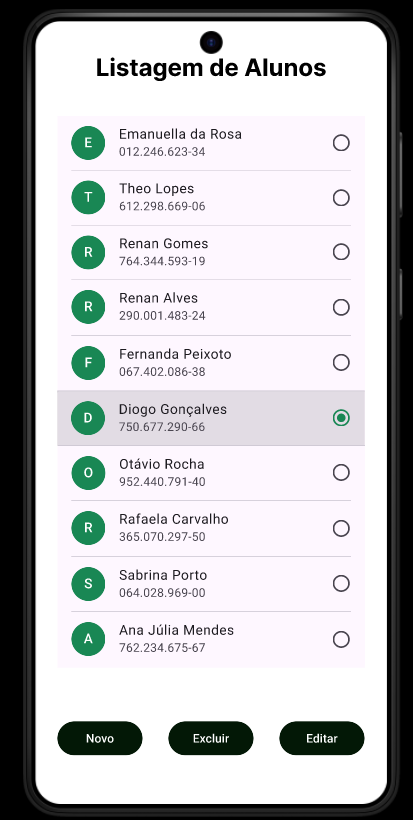 Listagem de Alunos
E
Emanuella da Rosa
012.246.623-34
T
Theo Lopes
612.298.669-06
R
Renan Gomes
764.344.593-19
R
Renan Alves
290.001.483-24
F
Fernanda Peixoto
067.402.086-38
D
Diogo Gonçalves
750.677.290-66
O
Otávio Rocha
952.440.791-40
R
Rafaela Carvalho
365.070.297-50
S
Sabrina Porto
064.028.969-00
A
Ana Júlia Mendes
762.234.675-67
Novo
Excluir
Editar